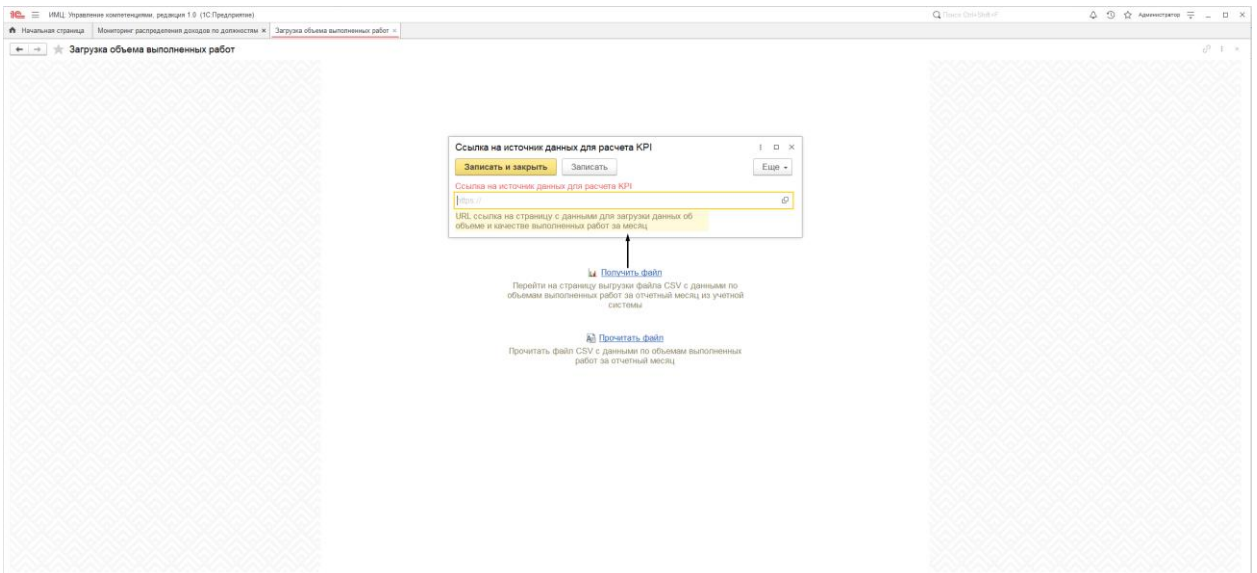 1С ИМЦ: Управление компетенциями, редакция 1.0 (1С:Предприятие) Поиск Ctrl+Shift+F Администратор
Начальная страница Мониторинг распределения доходов по должностям × Загрузка объема выполненных работ ×
Загрузка объема выполненных работ
Ссылка на источник данных для расчета KPI
Записать и закрыть Записать Еще
Ссылка на источник данных для расчета KPI
https://
URL ссылка на страницу с данными для загрузки данных об
объеме и качестве выполненных работ за месяц
Получить файл
Перейти на страницу выгрузки файла CSV с данными по
объемам выполненных работ за отчетный месяц из учетной
системы
Прочитать файл
Прочитать файл CSV с данными по объемам выполненных
работ за отчетный месяц